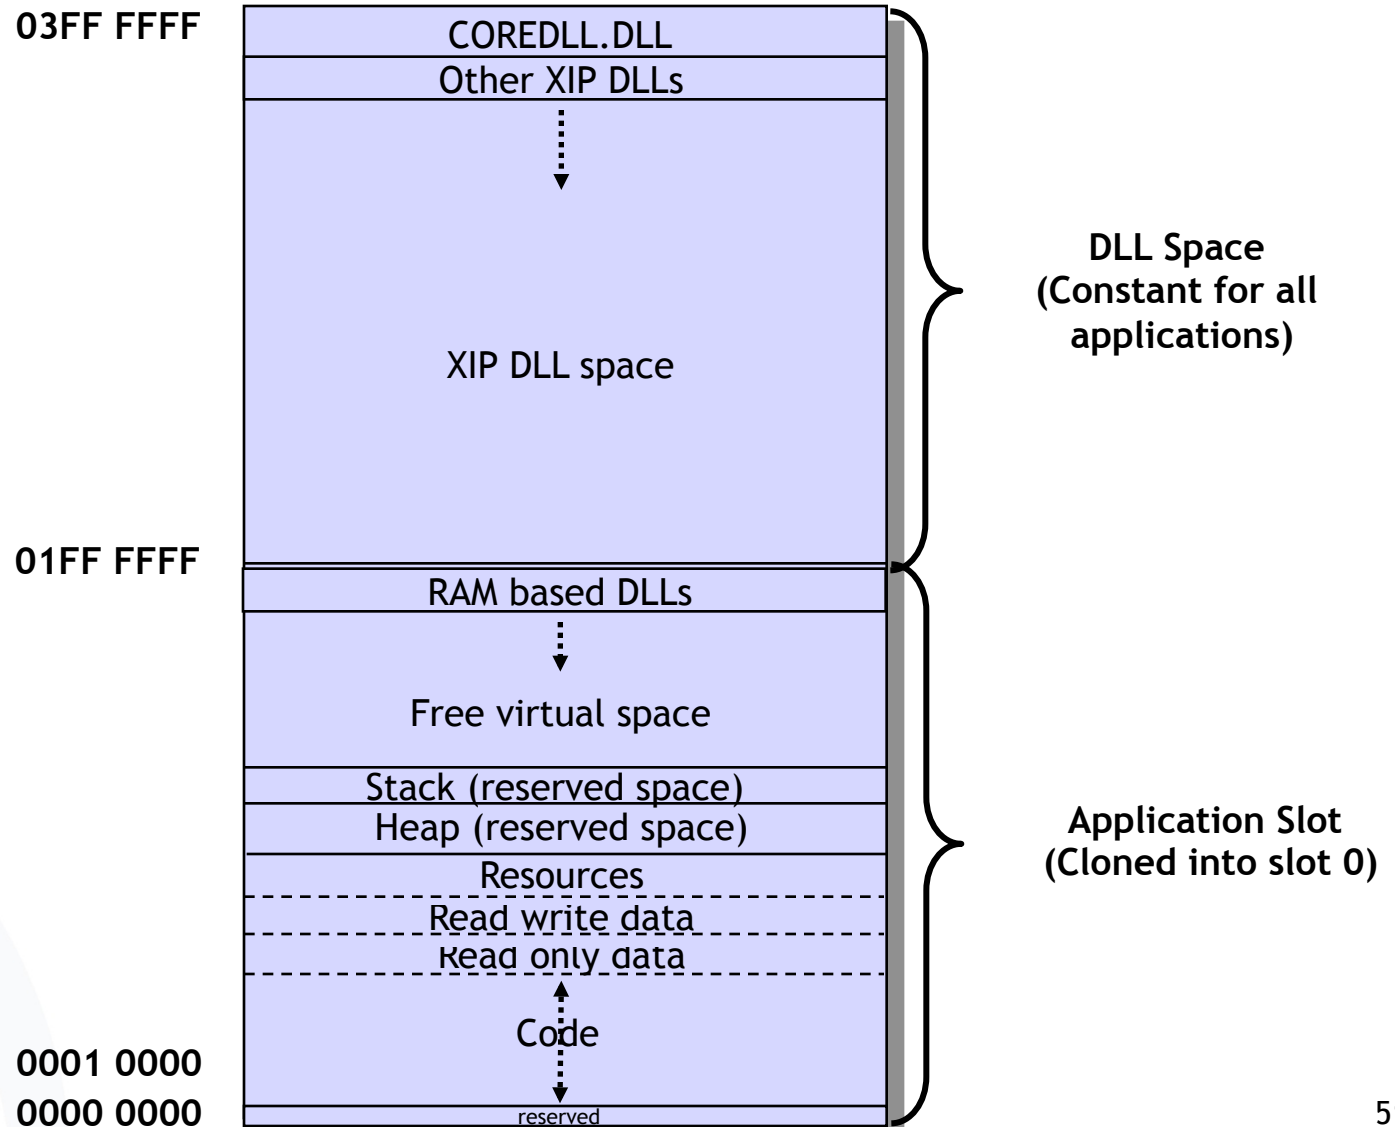 03FF FFFF
COREDLL.DLL
Other XIP DLLs
DLL Space
(Constant for all
applications)
XIP DLL space
01FF FFFF
RAM based DLLs
Free virtual space
Stack (reserved space)
Heap (reserved space)
Application Slot
(Cloned into slot 0)
Resources
Read write data
Read only data
Code
0001 0000
0000 0000
reserved
5